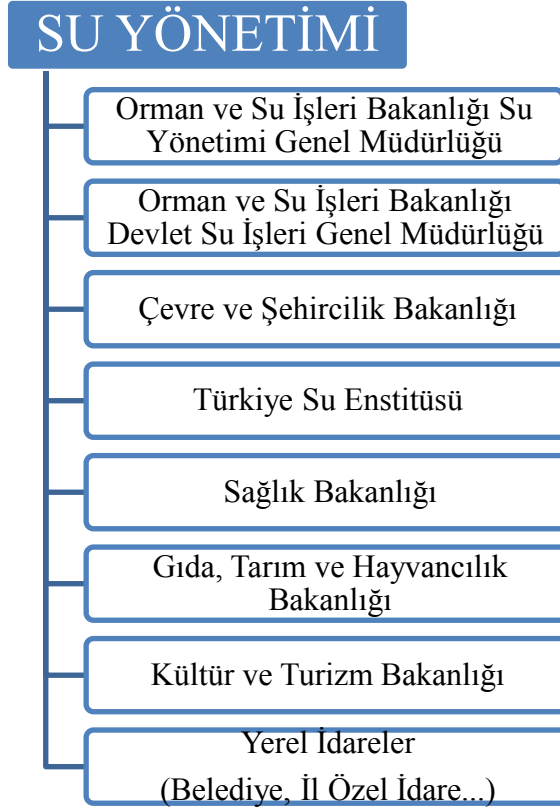 SU YÖNETİMİ
Orman ve Su İşleri Bakanlığı Su
Yönetimi Genel Müdürlüğü
Orman ve Su İşleri Bakanlığı
Devlet Su İşleri Genel Müdürlüğü
Çevre ve Şehircilik Bakanlığı
Türkiye Su Enstitüsü
Sağlık Bakanlığı
Gıda, Tarım ve Hayvancılık
Bakanlığı
Kültür ve Turizm Bakanlığı
Yerel İdareler
(Belediye, İl Özel İdare...)